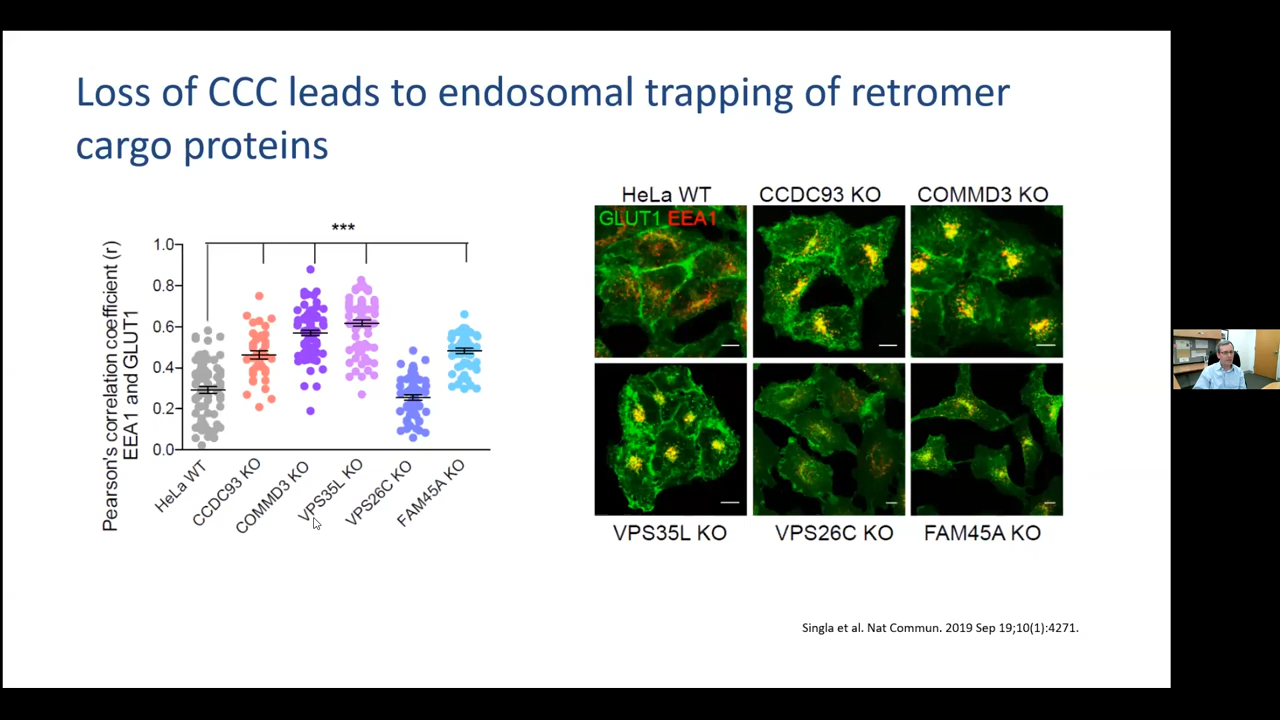 Loss of CCC leads to endosomal trapping of retromer
cargo proteins
Pearson's correlation coefficient (r)
EEA1 and GLUT1
***
1.0
0.8
0.6
0.4
0.2
0.0
HeLa WT
CCDC93 KO
COMMD3 KO
VPS35L KO
VPS26C KO
FAM45A KO
HeLa WT
CCDC93 KO
COMMD3 KO
GLUT1 EEA1
VPS35L KO
VPS26C KO
FAM45A KO
Singla et al. Nat Commun. 2019 Sep 19;10(1):4271.